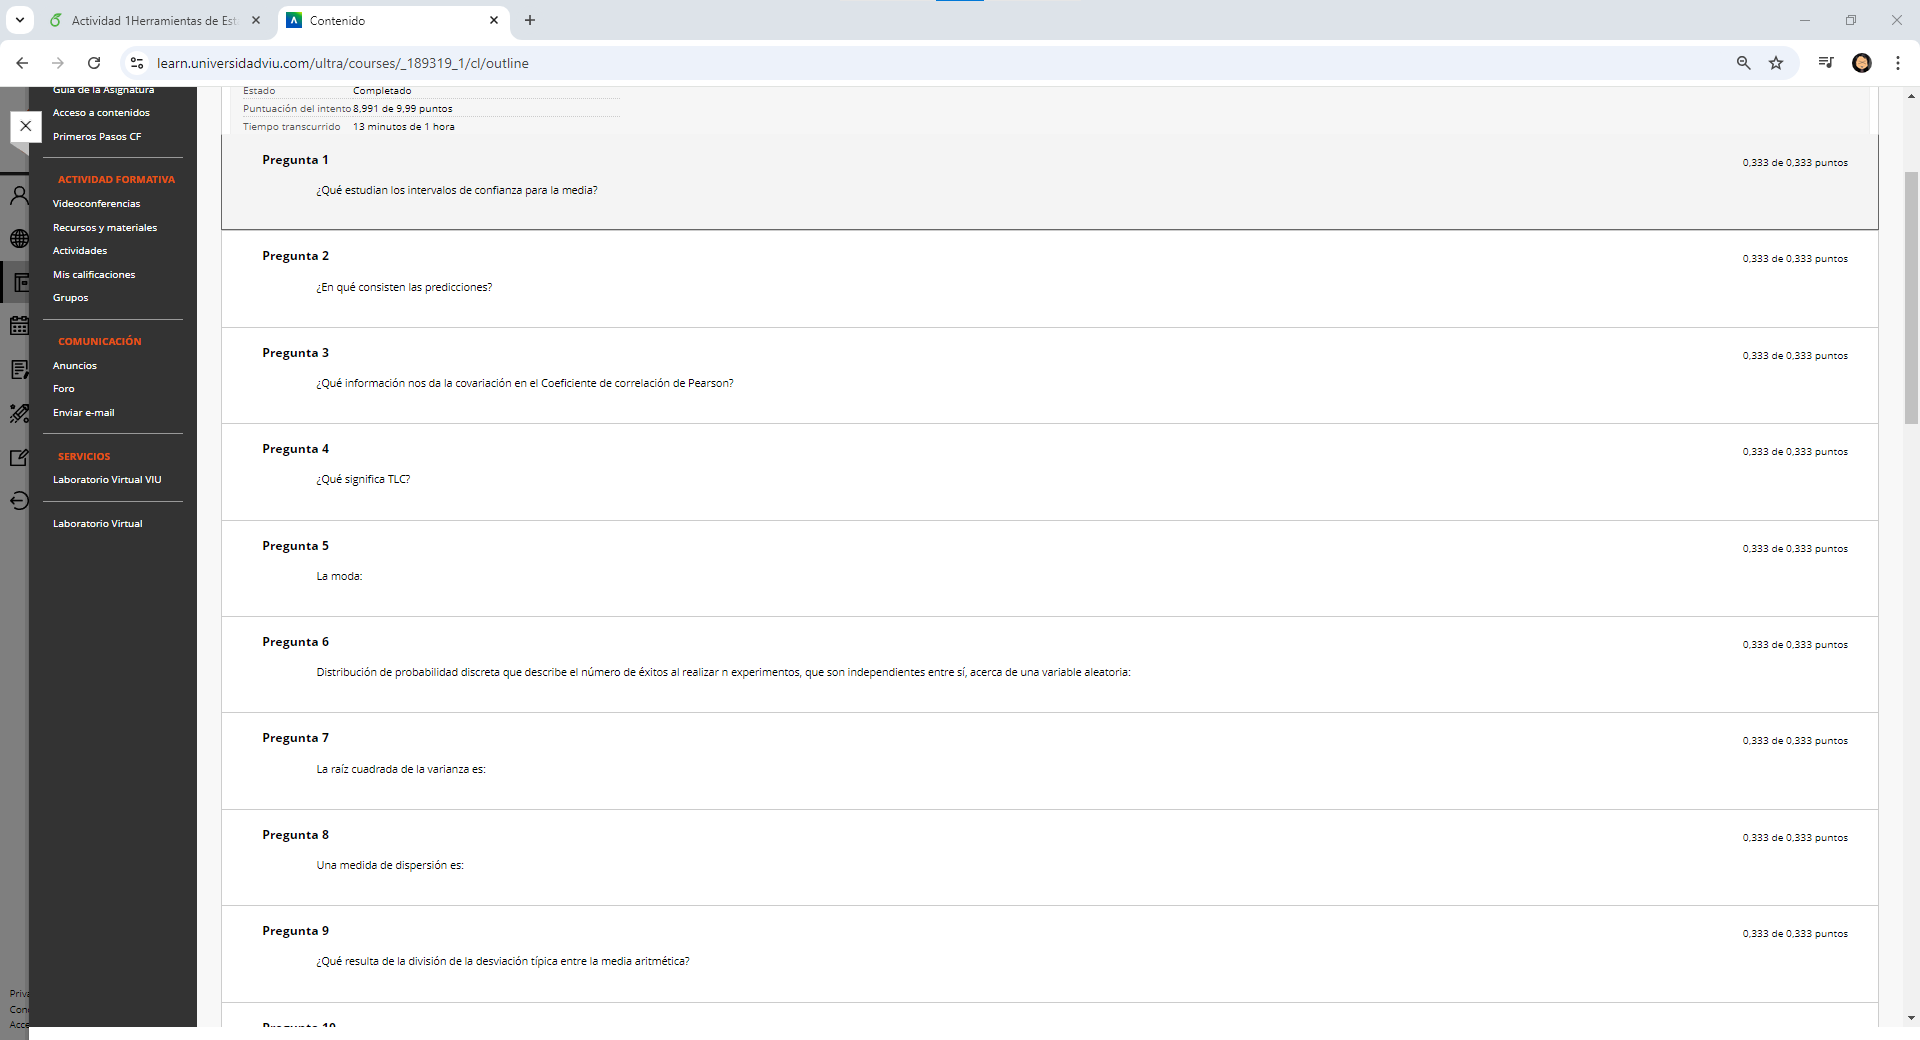 Actividad 1Herramientas de Est
Contenido
learn.universidadviu.com/ultra/courses/_189319_1/cl/outline
Guía de la Asignatura
Acceso a contenidos
Primeros Pasos CF
ACTIVIDAD FORMATIVA
Videoconferencias
Recursos y materiales
Actividades
Mis calificaciones
Grupos
COMUNICACIÓN
Anuncios
Foro
Enviar e-mail
SERVICIOS
Laboratorio Virtual VIU
Laboratorio Virtual
Priva
Cond
Acce
Estado Completado
Puntuación del intento 8,991 de 9,99 puntos
Tiempo transcurrido 13 minutos de 1 hora
Pregunta 1
0,333 de 0,333 puntos
¿Qué estudian los intervalos de confianza para la media?
Pregunta 2
0,333 de 0,333 puntos
¿En qué consisten las predicciones?
Pregunta 3
0,333 de 0,333 puntos
¿Qué información nos da la covariación en el Coeficiente de correlación de Pearson?
Pregunta 4
0,333 de 0,333 puntos
¿Qué significa TLC?
Pregunta 5
0,333 de 0,333 puntos
La moda:
Pregunta 6
0,333 de 0,333 puntos
Distribución de probabilidad discreta que describe el número de éxitos al realizar n experimentos, que son independientes entre sí, acerca de una variable aleatoria:
Pregunta 7
0,333 de 0,333 puntos
La raíz cuadrada de la varianza es:
Pregunta 8
0,333 de 0,333 puntos
Una medida de dispersión es:
Pregunta 9
0,333 de 0,333 puntos
¿Qué resulta de la división de la desviación típica entre la media aritmética?
Pregunta 10